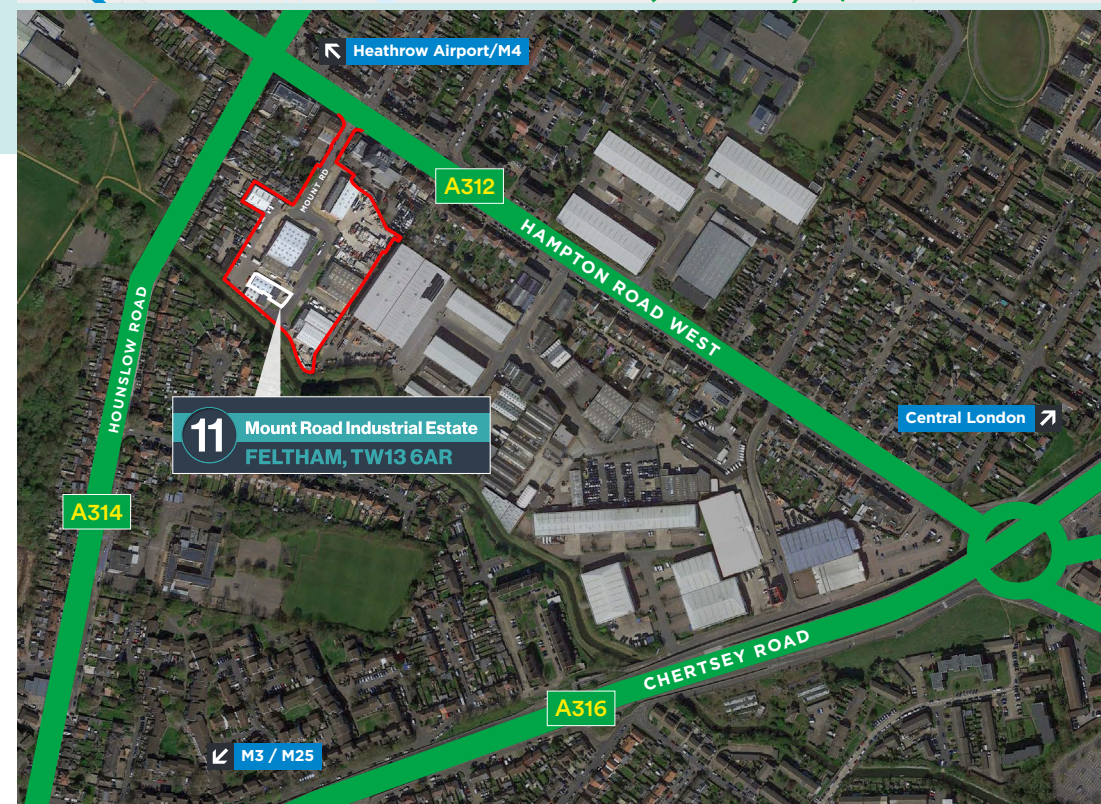 Heathrow Airport/M4
A312
MOUNT RD
HAMPTON ROAD WEST
HOUNSLOW ROAD
Central London
11
Mount Road Industrial Estate
FELTHAM, TW13 6AR
A314
CHERTSEY ROAD
A316
M3 / M25